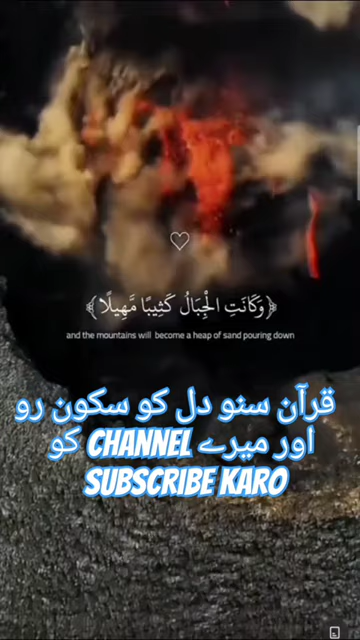 ﴿وَكَانَتِ الْجِبَالُ كَثِيبًا مَّهِيلًا﴾
and the mountains will become a heap of sand pouring down
قرآن سنو دل کو سکون رو
اور میرے CHANNEL کو
SUBSCRIBE KARO